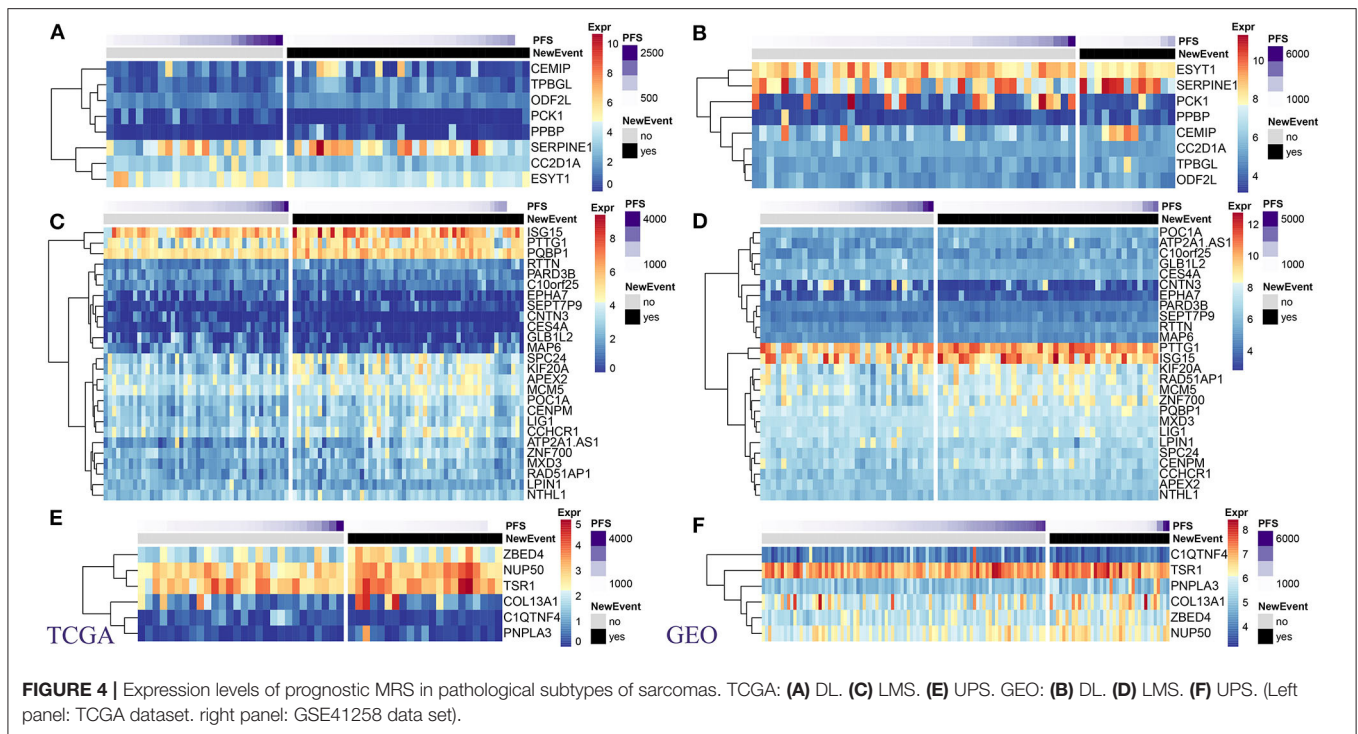 A
PFS
NewEvent
CEMIP
TPBGL
ODF2L
PCK1
PPBP
SERPINE1
CC2D1A
ESYT1
Expr
10
8
6
4
2
0
PFS
2500
500
NewEvent
no
yes
B
PFS
NewEvent
ESYT1
SERPINE1
PCK1
PPBP
CEMIP
CC2D1A
TPBGL
ODF2L
Expr
10
8
6
4
PFS
6000
1000
NewEvent
no
yes
C
PFS
NewEvent
ISG15
PTTG1
PQBP1
RTTN
PARD3B
C10orf25
EPHA7
SEPT7P9
CNTN3
CES4A
GLB1L2
MAP6
SPC24
KIF20A
APEX2
MCM5
POC1A
CENPM
LIG1
CCHCR1
ATP2A1.AS1
ZNF700
MXD3
RAD51AP1
LPIN1
NTHL1
Expr
8
6
4
2
0
PFS
4000
1000
NewEvent
no
yes
D
PFS
NewEvent
POC1A
ATP2A1.AS1
C10orf25
GLB1L2
CES4A
CNTN3
EPHA7
PARD3B
SEPT7P9
RTTN
MAP6
PTTG1
ISG15
KIF20A
RAD51AP1
MCM5
ZNF700
PQBP1
MXD3
LIG1
LPIN1
SPC24
CENPM
CCHCR1
APEX2
NTHL1
Expr
12
10
8
6
4
PFS
5000
1000
NewEvent
no
yes
E
PFS
NewEvent
ZBED4
NUP50
TSR1
COL13A1
C1QTNF4
PNPLA3
TCGA
Expr
5
4
3
2
1
0
PFS
4000
1000
NewEvent
no
yes
F
PFS
NewEvent
C1QTNF4
TSR1
PNPLA3
COL13A1
ZBED4
NUP50
GEO
Expr
8
7
6
5
4
PFS
6000
1000
NewEvent
no
yes
FIGURE 4 | Expression levels of prognostic MRS in pathological subtypes of sarcomas. TCGA: (A) DL. (C) LMS. (E) UPS. GEO: (B) DL. (D) LMS. (F) UPS. (Left
panel: TCGA dataset. right panel: GSE41258 data set).